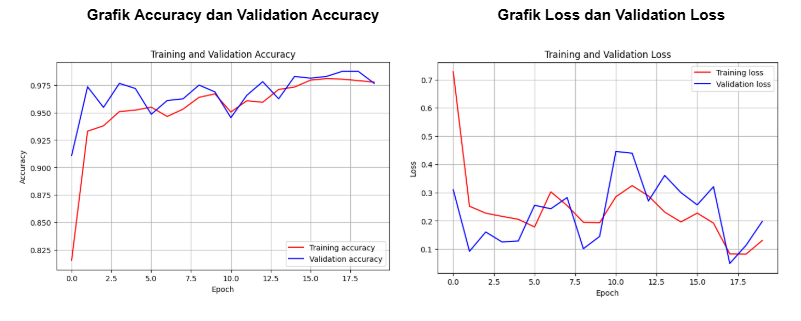 Grafik Accuracy dan Validation Accuracy
Training and Validation Accuracy
0.975
0.950
0.925
0.900
0.875
0.850
0.825
Accuracy
0.0 2.5 5.0 7.5 10.0 12.5 15.0 17.5
Epoch
Training accuracy
Validation accuracy
Grafik Loss dan Validation Loss
Training and Validation Loss
0.7
0.6
0.5
0.4
0.3
0.2
0.1
Loss
0.0 2.5 5.0 7.5 10.0 12.5 15.0 17.5
Epoch
Training loss
Validation loss